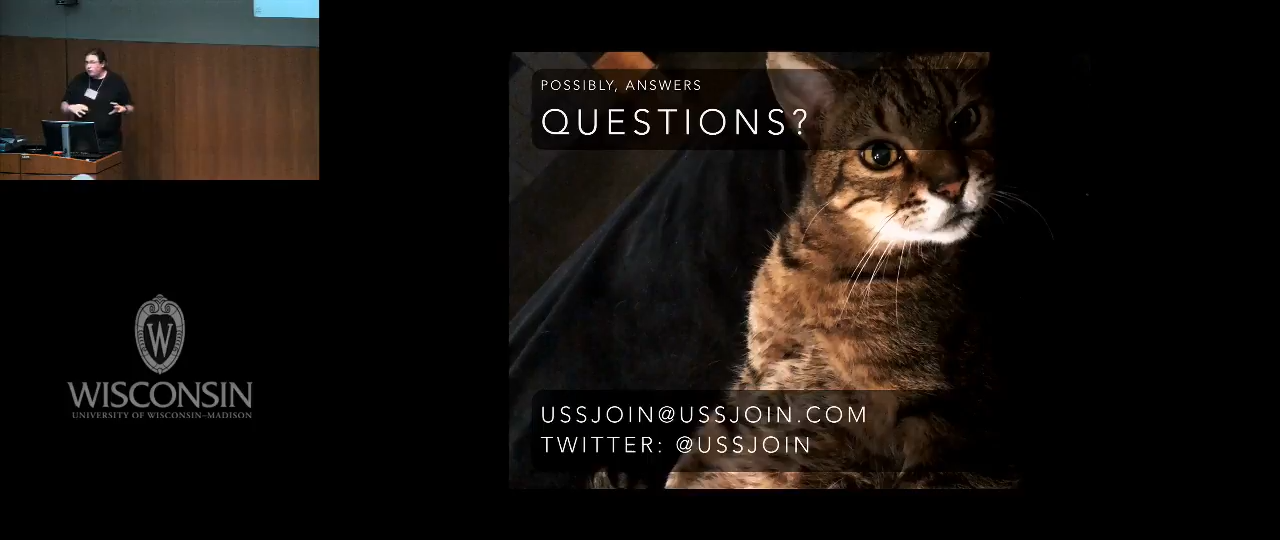 POSSIBLY, ANSWERS
QUESTIONS?
W
WISCONSIN
UNIVERSITY OF WISCONSIN–MADISON
USSJOIN@USSJOIN.COM
TWITTER: @USSJOIN